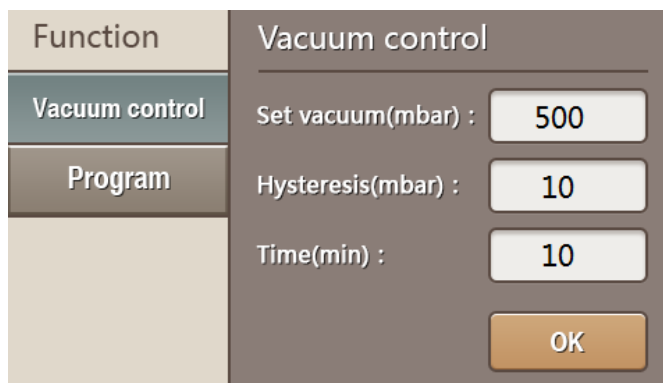 Function
Vacuum control
Program
Vacuum control
Set vacuum(mbar) : 500
Hysteresis(mbar) : 10
Time(min) : 10
OK